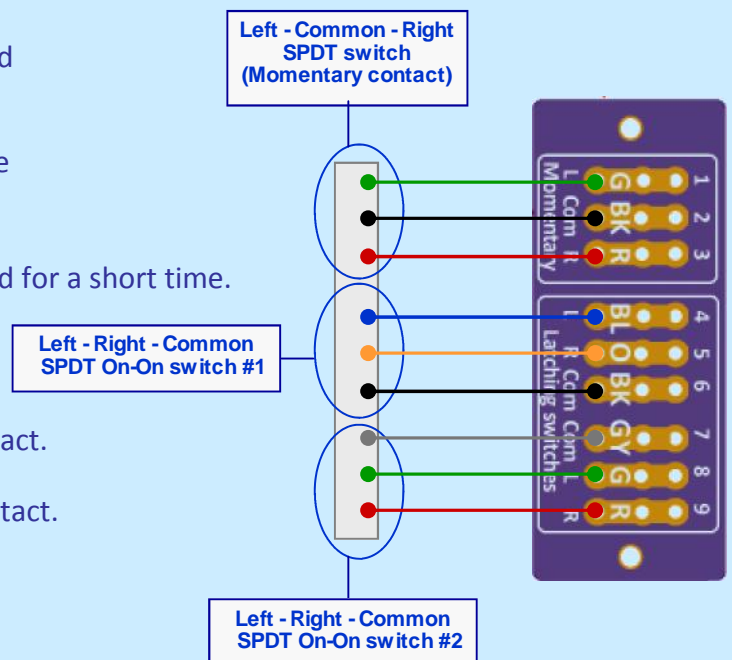 Left - Common - Right
SPDT switch
(Momentary contact)
d
e
d for a short time.
Left - Right - Common
SPDT On-On switch #1
act.
tact.
Left - Right - Common
SPDT On-On switch #2
Momentary
L Com R
G
BK
R
1
2
3
Latching switches
L R Com Com L R
BL
O
BK
GY
G
R
4
5
6
7
8
9